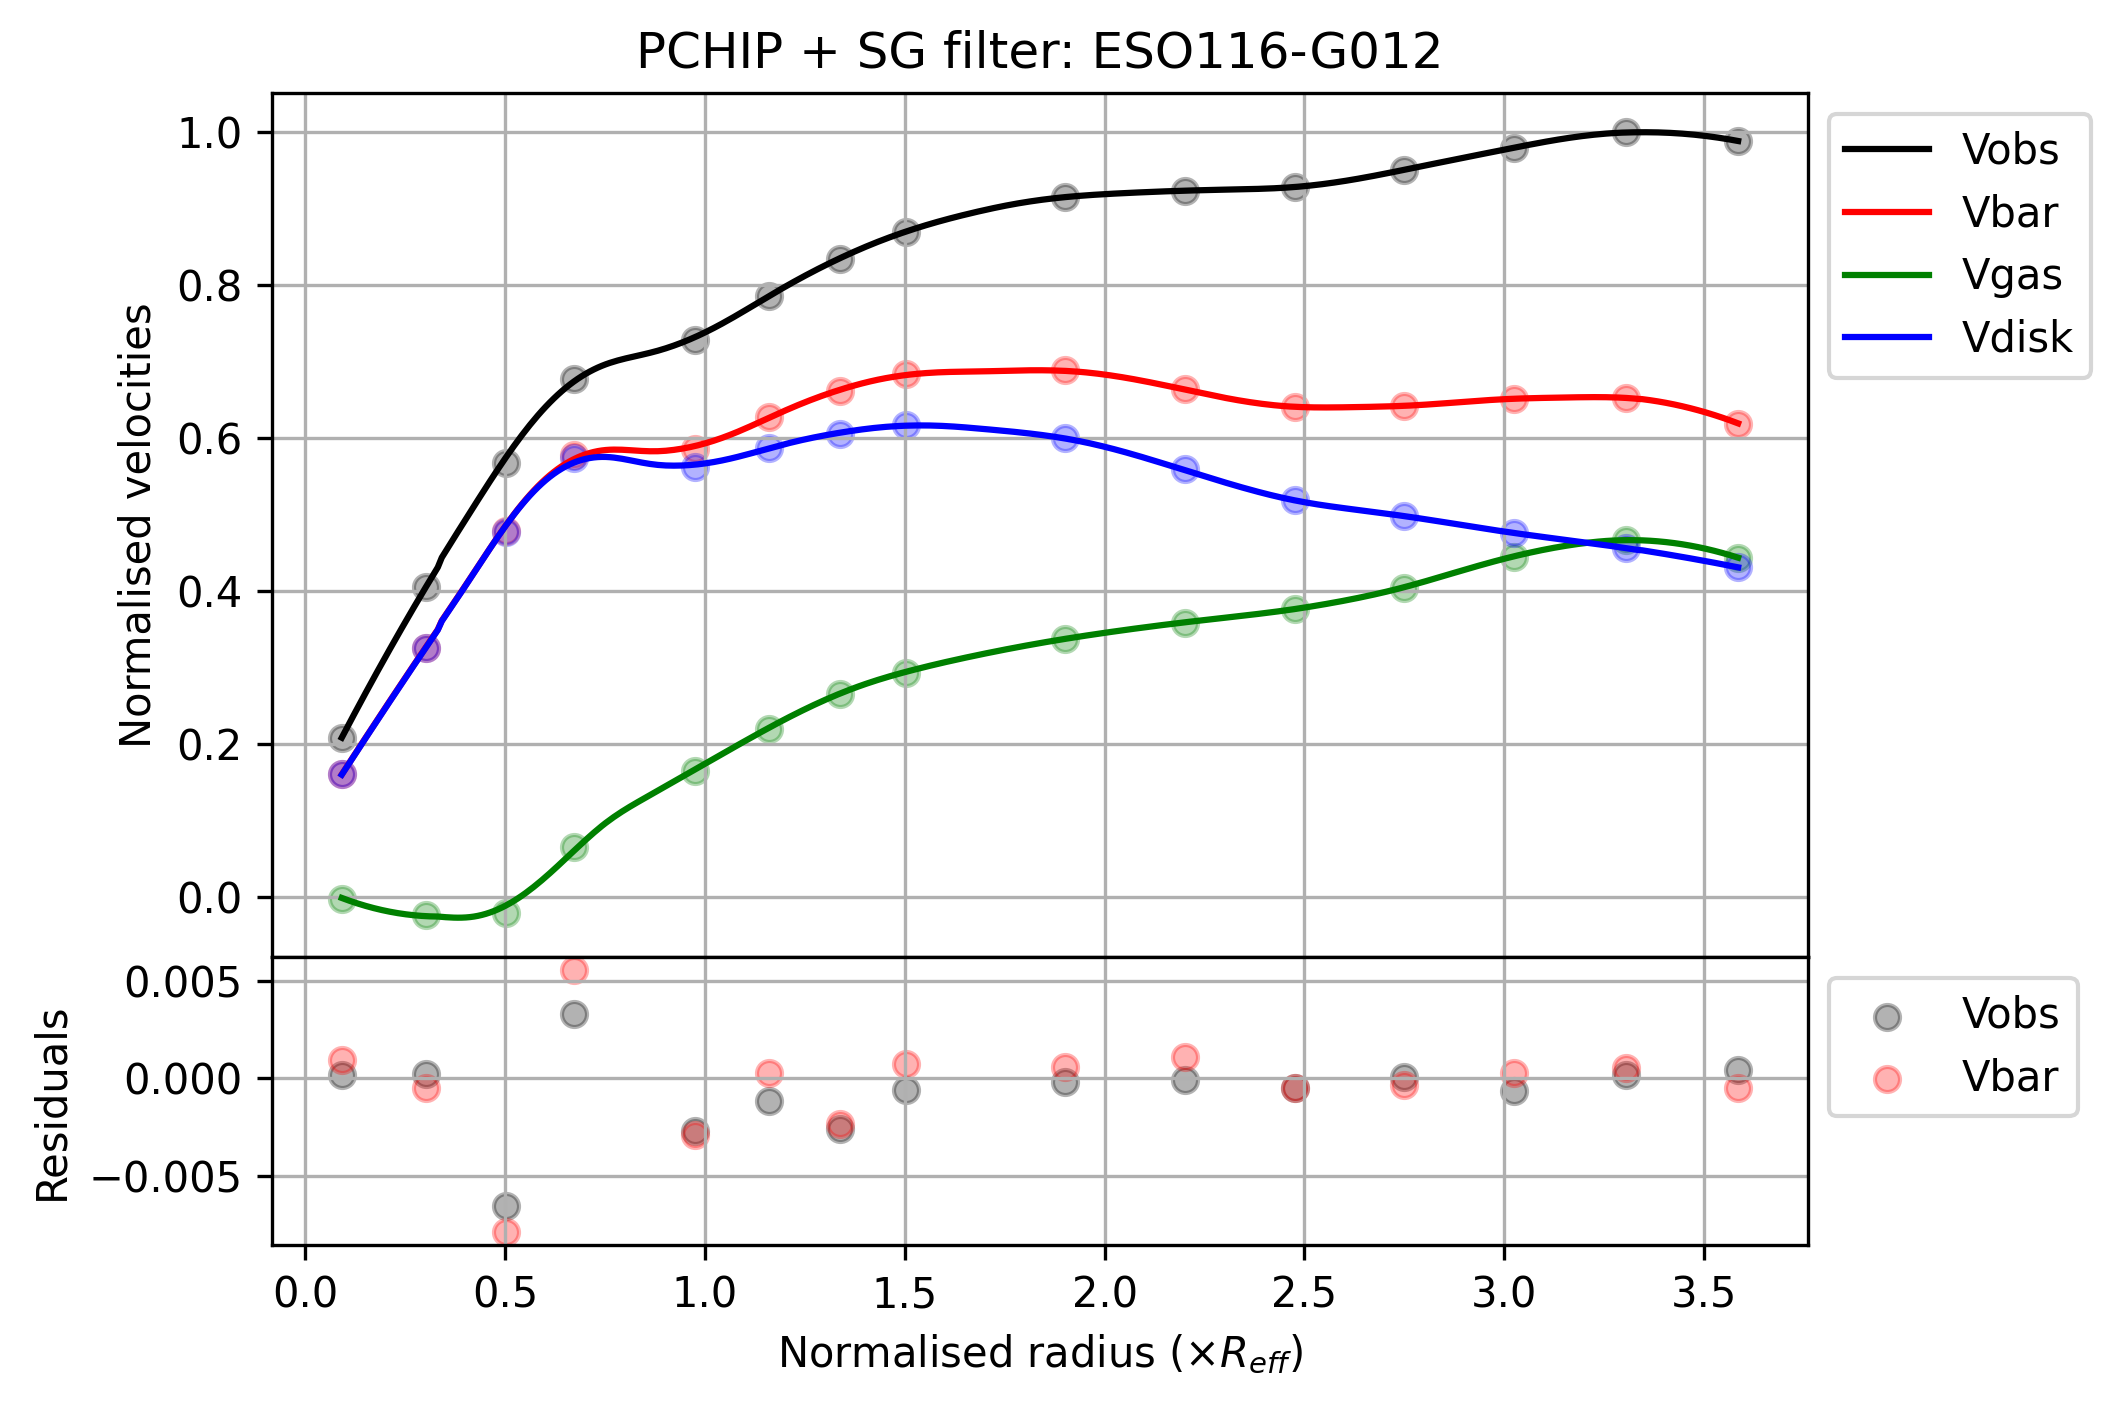 PCHIP + SG filter: ESO116-G012
Normalised velocities
1.0
0.8
0.6
0.4
0.2
0.0
Vobs
Vbar
Vgas
Vdisk
Residuals
0.005
0.000
−0.005
Vobs
Vbar
0.0 0.5 1.0 1.5 2.0 2.5 3.0 3.5
Normalised radius (×R_{eff})